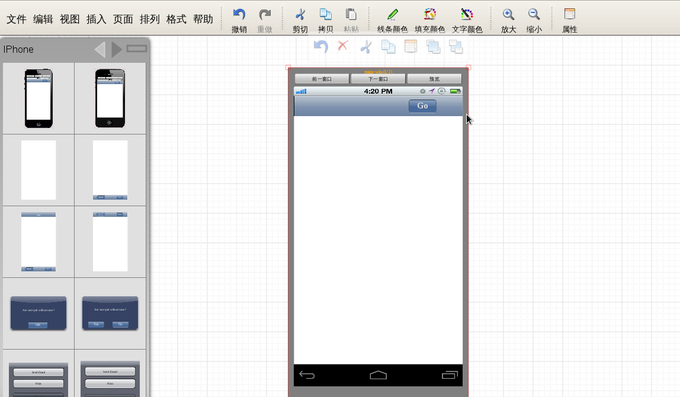 文件 编辑 视图 插入 页面 排列 格式 帮助
撤销 重做 剪切 拷贝 粘贴 线条颜色 填充颜色 文字颜色 放大 缩小 属性
IPhone
前一窗口 下一窗口 预览
4:20 PM
Go